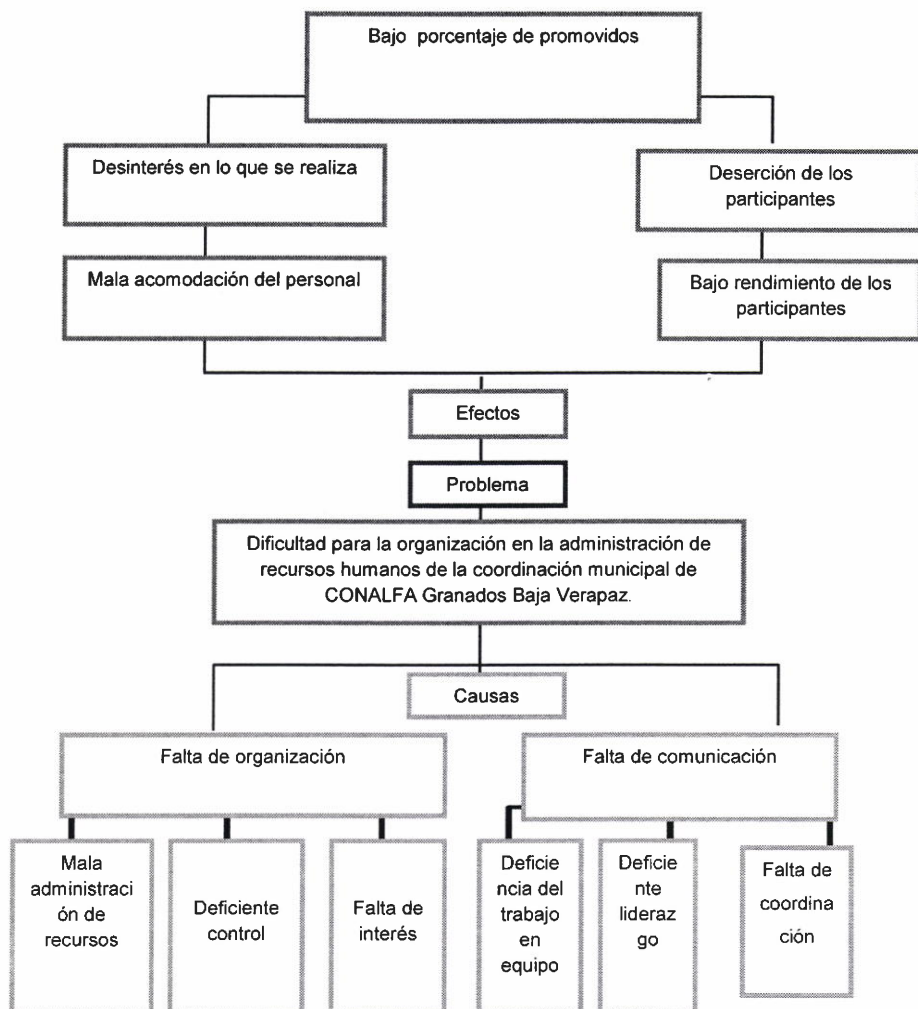 Bajo porcentaje de promovidos
Desinterés en lo que se realiza
Deserción de los
participantes
Mala acomodación del personal
Bajo rendimiento de los
participantes
Efectos
Problema
Dificultad para la organización en la administración de
recursos humanos de la coordinación municipal de
CONALFA Granados Baja Verapaz.
Causas
Falta de organización
Falta de comunicación
Mala
administraci
ón de
recursos
Deficiente
control
Falta de
interés
Deficie
ncia del
trabajo
en
equipo
Deficie
nte
lideraz
go
Falta de
coordina
ción